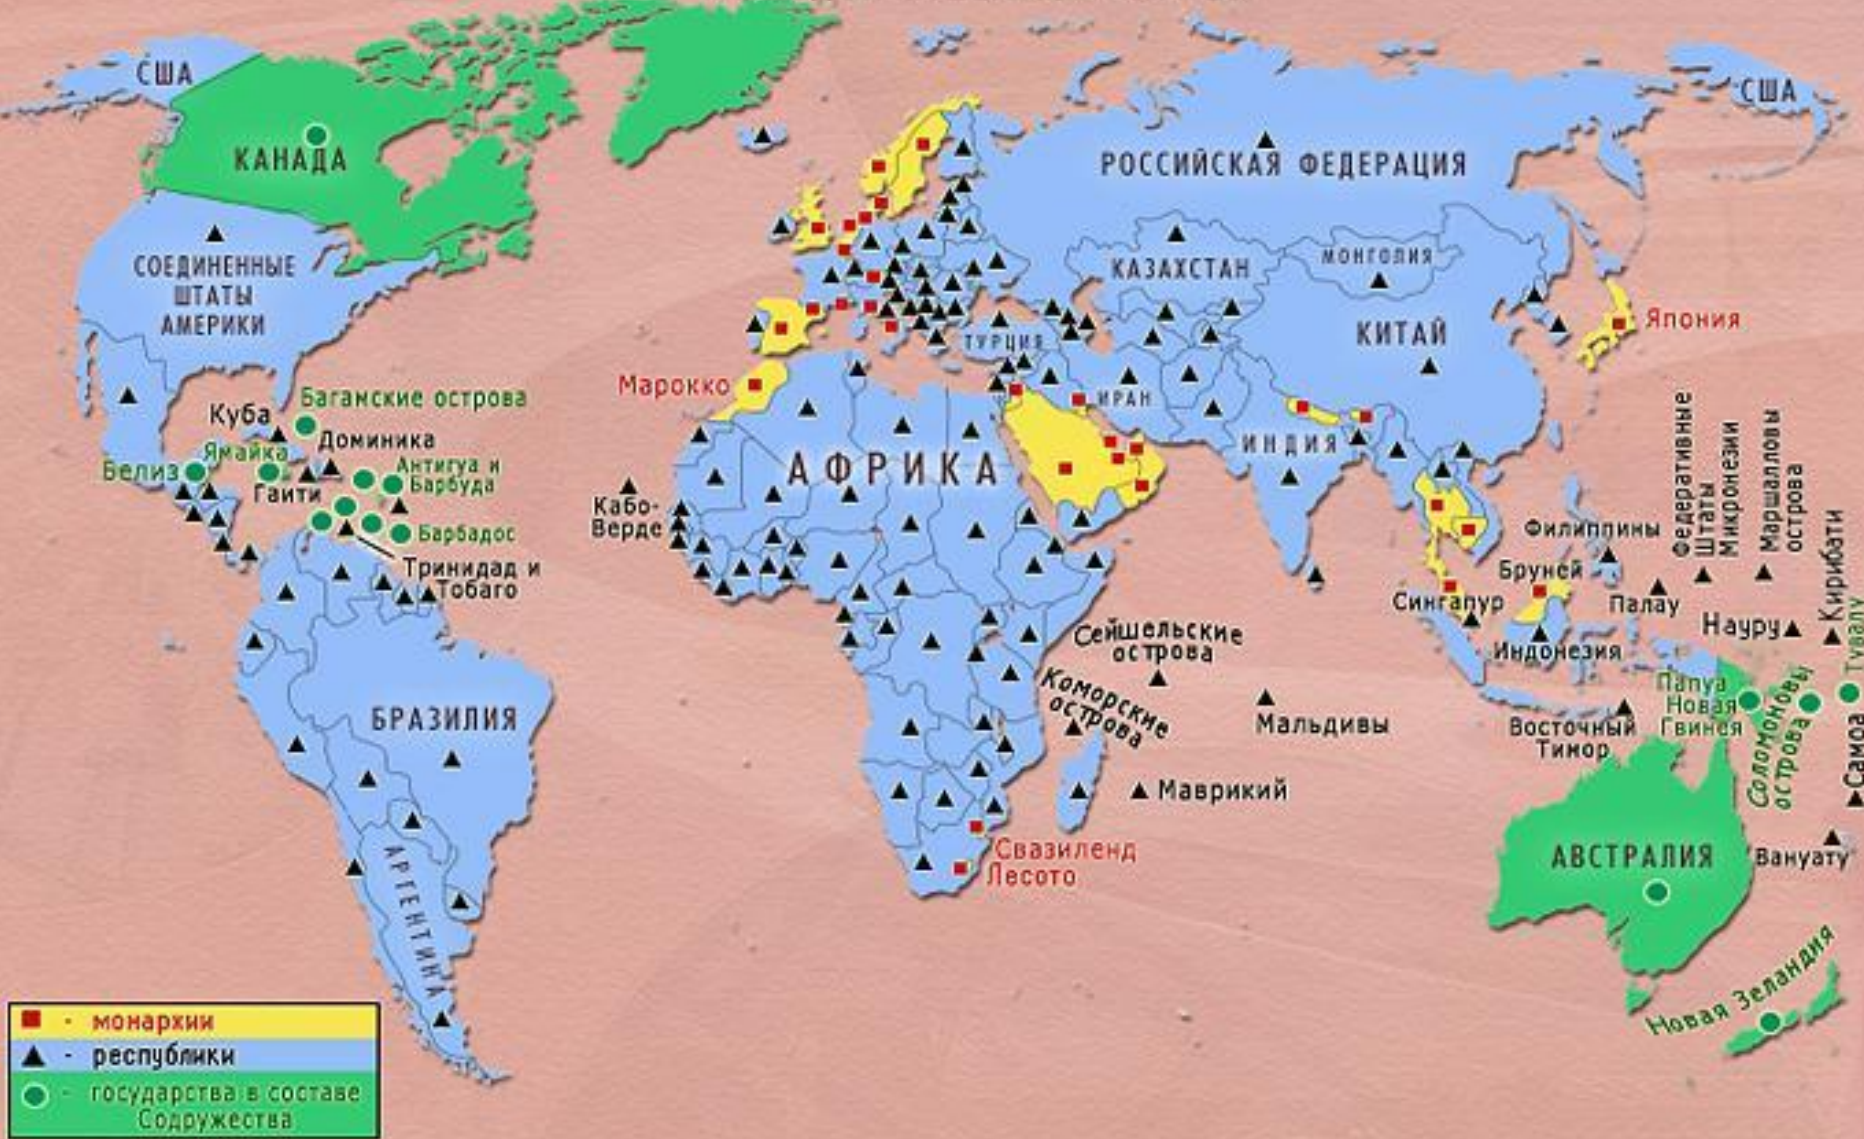 США
КАНАДА
СОЕДИНЕННЫЕ
ШТАТЫ
АМЕРИКИ
Куба
Багамские острова
Доминика
Ямайка
Белиз
Гаити
Антигуа и
Барбуда
Барбадос
Тринидад и
Тобаго
БРАЗИЛИЯ
АРГЕНТИНА
Марокко
Кабо-
Верде
АФРИКА
ТУРЦИЯ
ИРАН
РОССИЙСКАЯ ФЕДЕРАЦИЯ
США
КАЗАХСТАН
МОНГОЛИЯ
КИТАЙ
Япония
ИНДИЯ
Сейшельские
острова
Коморские
острова
Мальдивы
Маврикий
Свазиленд
Лесото
Филиппины
Бруней
Сингапур
Индонезия
Палау
Федеративные
Штаты
Микронезии
Маршалловы
острова
Кирибати
Науру
Тувалу
Папуа
Новая
Гвинея
Соломоновы
острова
Самоа
Восточный
Тимор
АВСТРАЛИЯ
Вануату
Новая Зеландия
- монархии
- республики
- государства в составе
Содружества